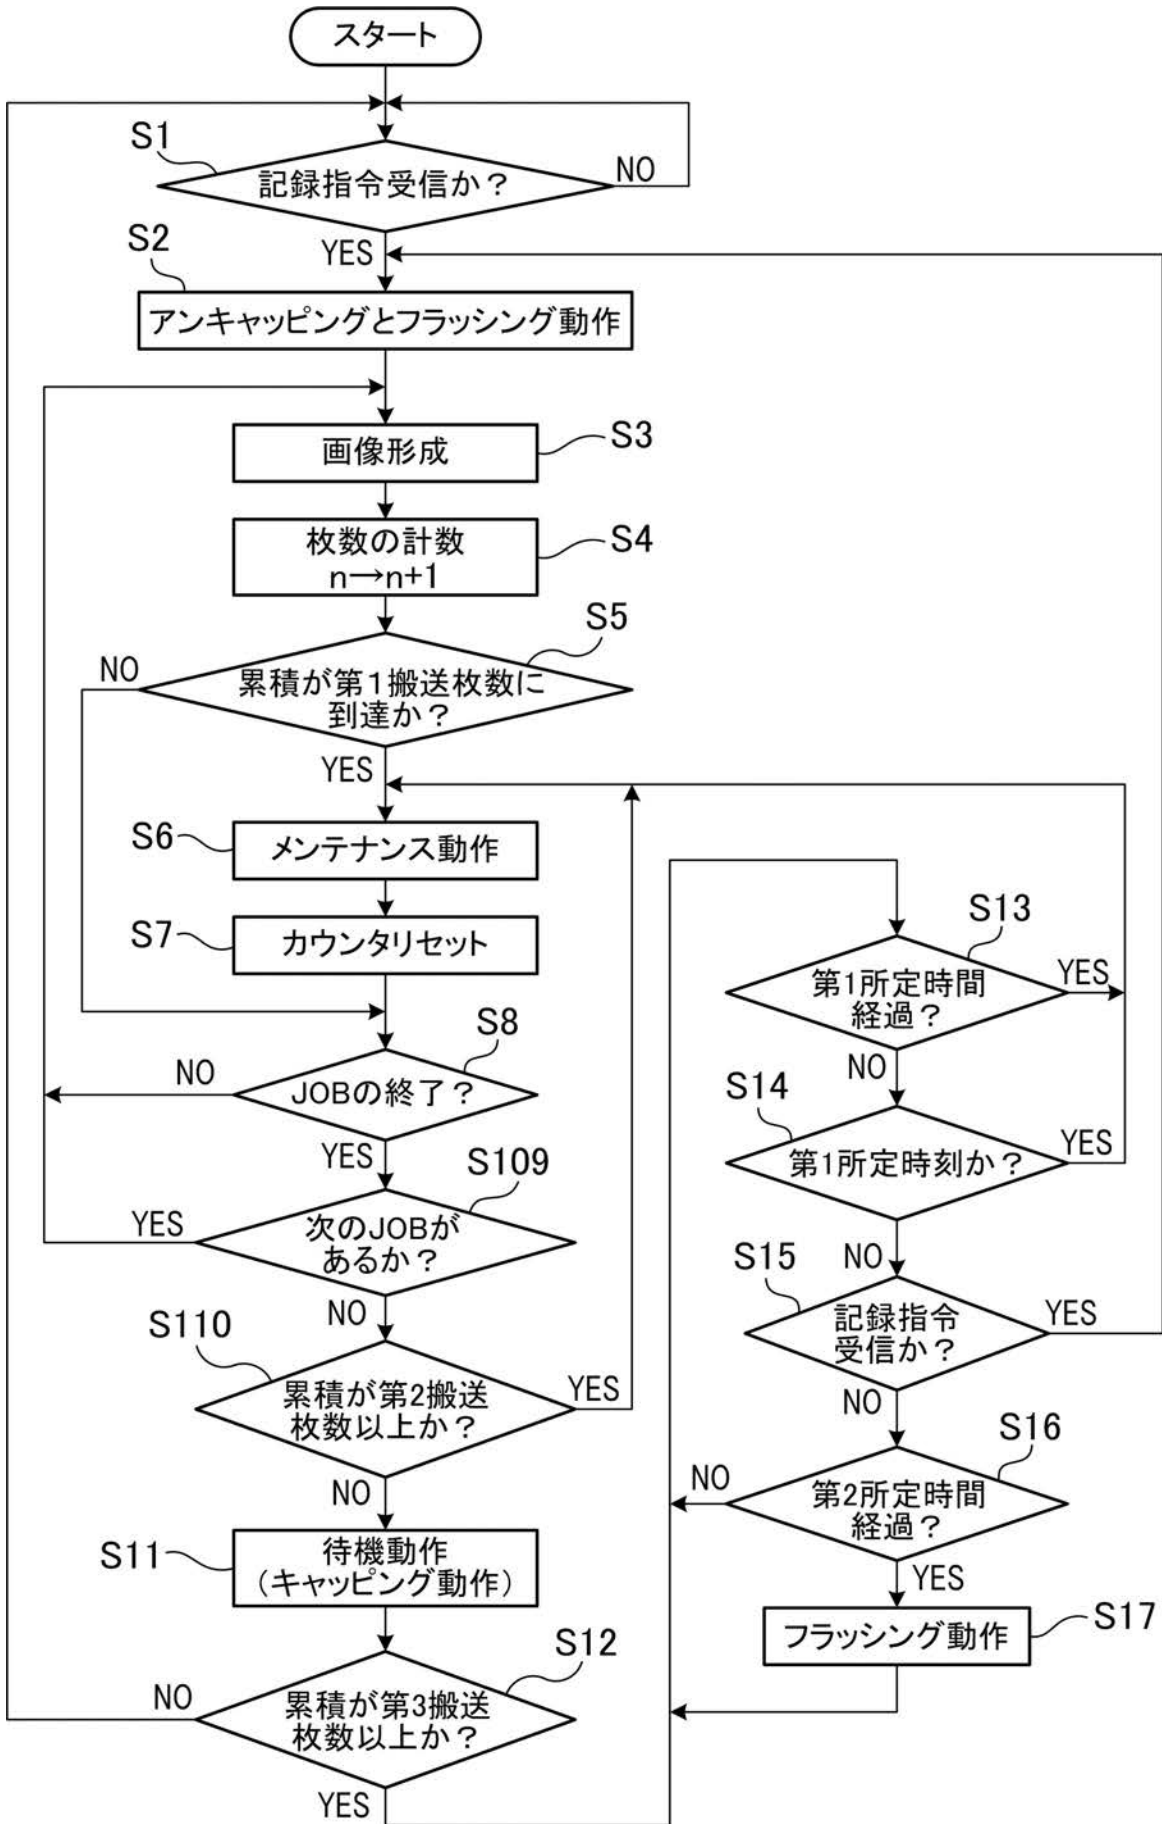 スタート
S1
記録指令受信か？
NO
YES
S2
アンキャッピングとフラッシング動作
画像形成
S3
枚数の計数
n→n+1
S4
S5
NO
累積が第1搬送枚数に
到達か？
YES
S6
メンテナンス動作
S7
カウンタリセット
S8
NO
JOBの終了？
YES
S109
YES
次のJOBが
あるか？
NO
S110
累積が第2搬送
枚数以上か？
YES
NO
S11
待機動作
（キャッピング動作）
S12
NO
累積が第3搬送
枚数以上か？
YES
S13
第1所定時間
経過？
YES
NO
S14
第1所定時刻か？
YES
NO
S15
記録指令
受信か？
YES
NO
S16
NO
第2所定時間
経過？
YES
フラッシング動作
S17